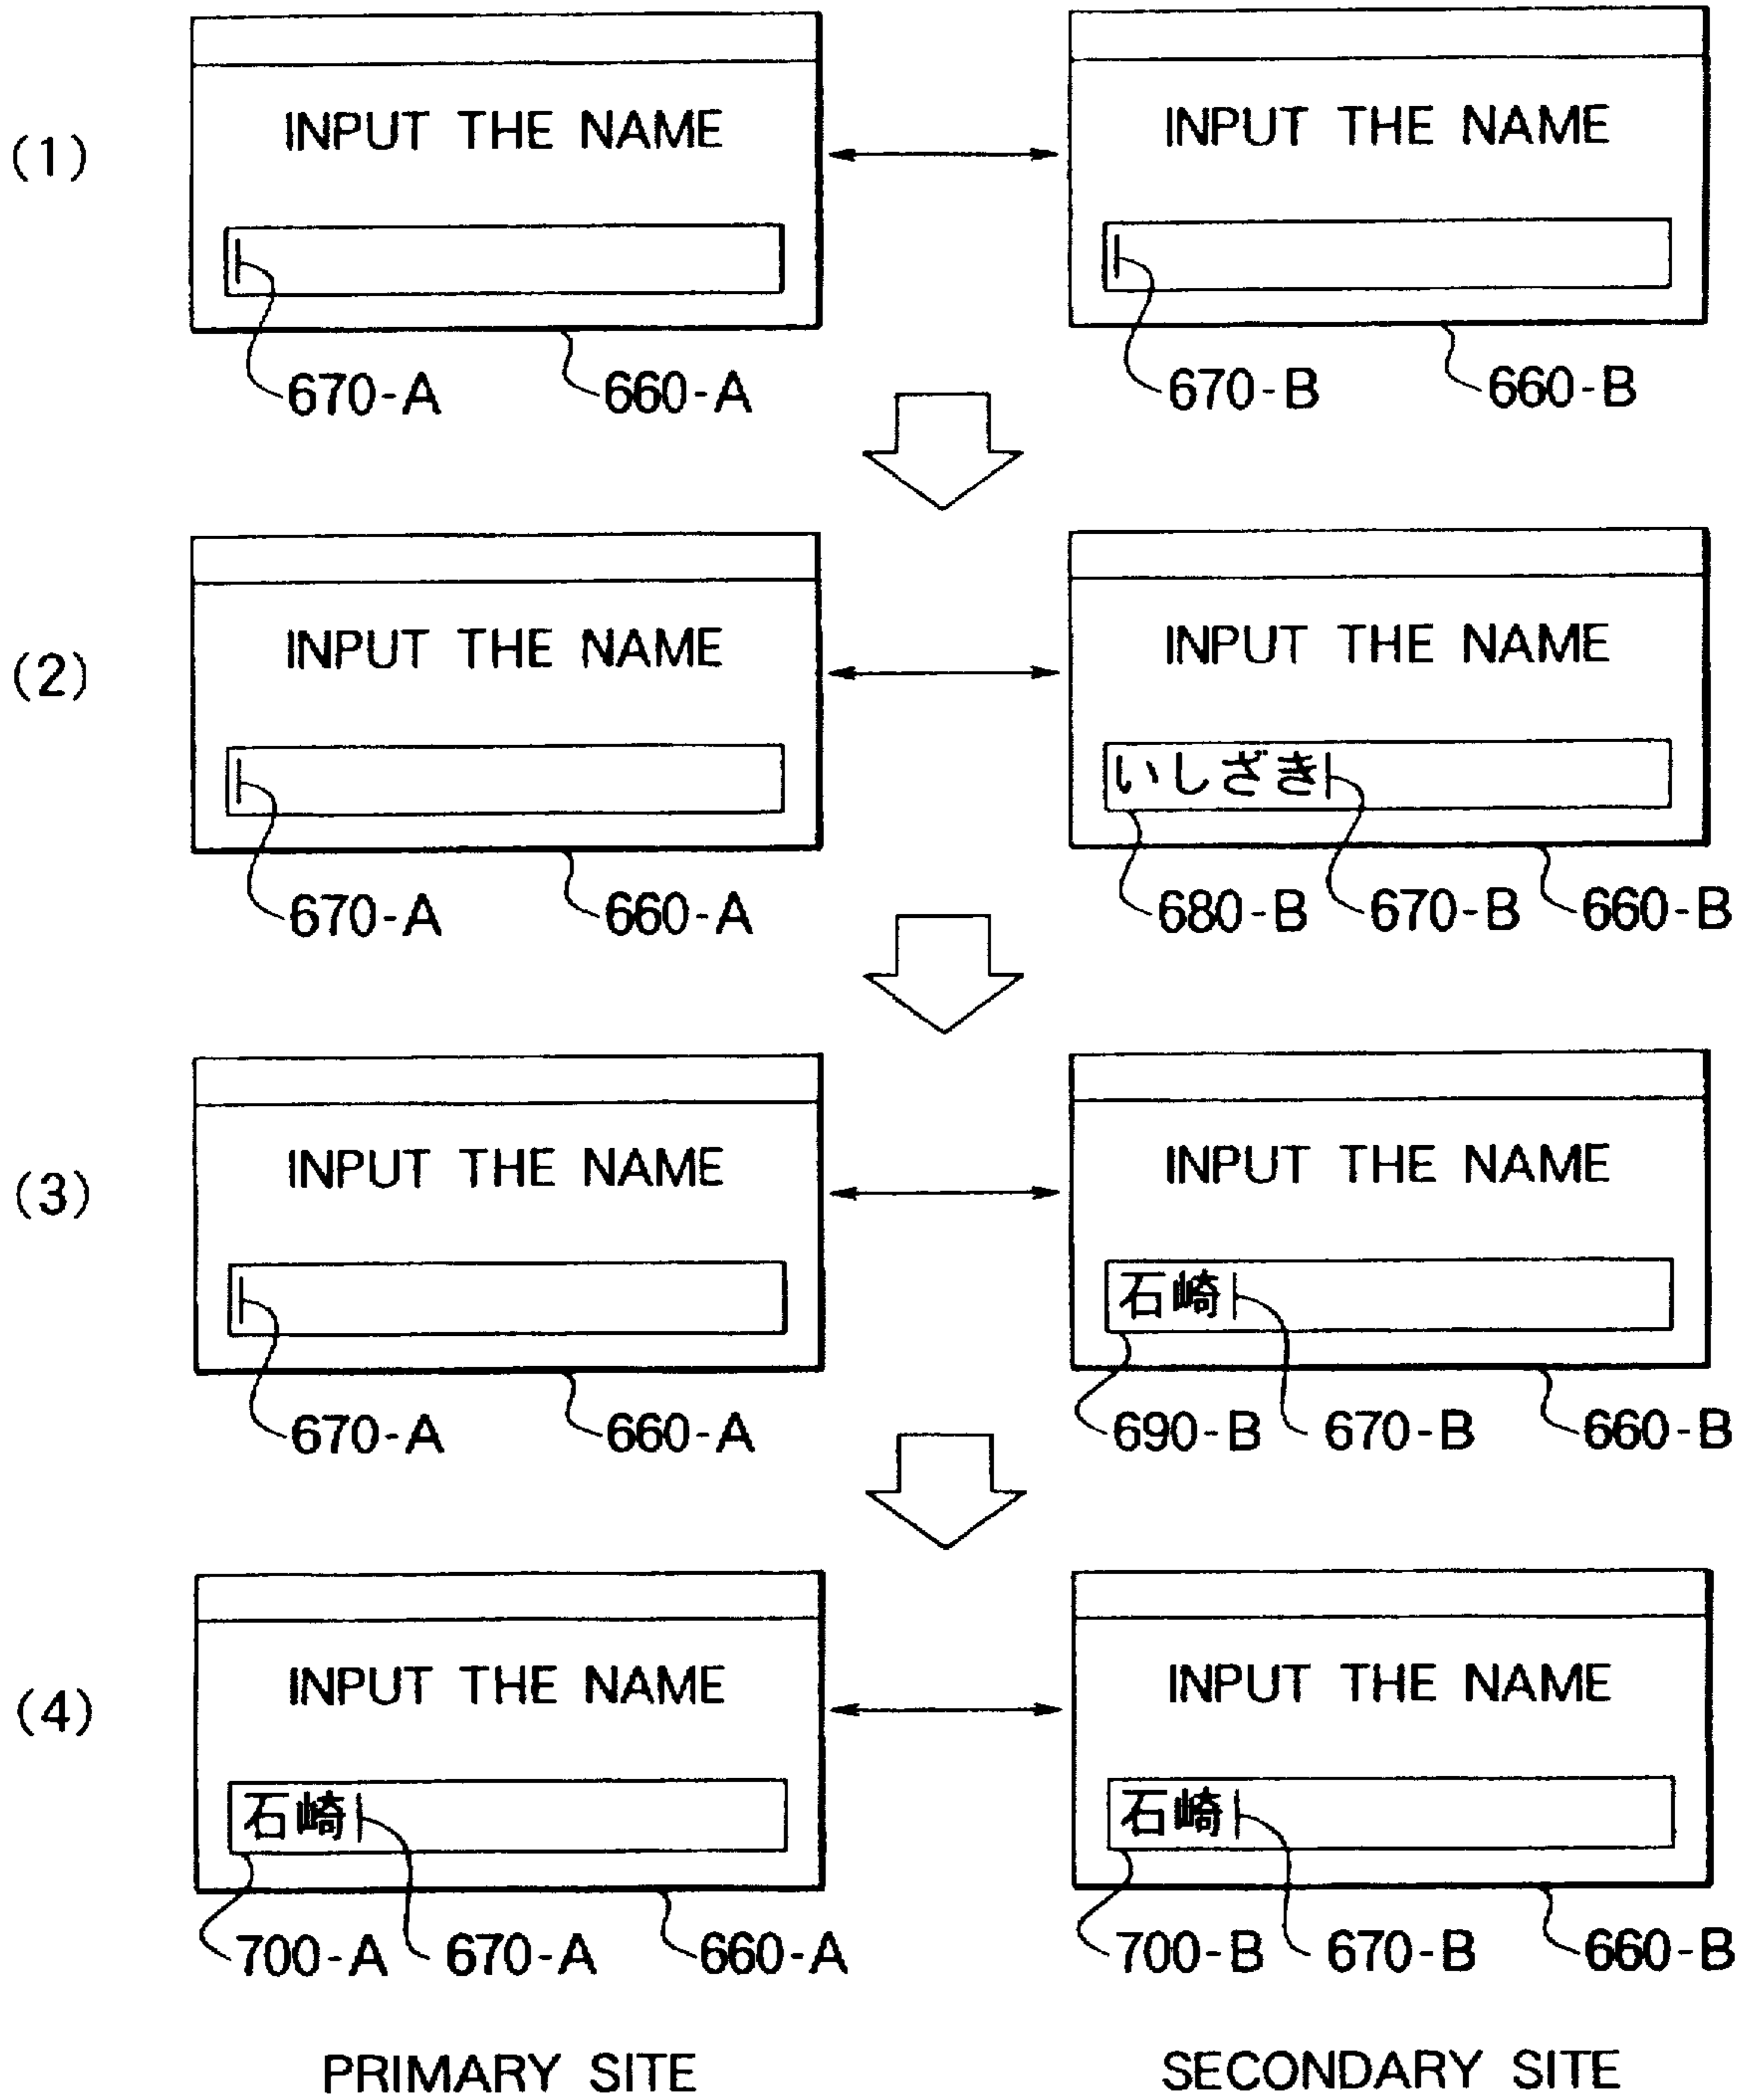 (1)
INPUT THE NAME
INPUT THE NAME
670-A
660-A
670-B
660-B
(2)
INPUT THE NAME
INPUT THE NAME
いしざき
670-A
660-A
680-B
670-B
660-B
(3)
INPUT THE NAME
INPUT THE NAME
石崎
670-A
660-A
690-B
670-B
660-B
(4)
INPUT THE NAME
INPUT THE NAME
石崎
石崎
700-A
670-A
660-A
700-B
670-B
660-B
PRIMARY SITE
SECONDARY SITE